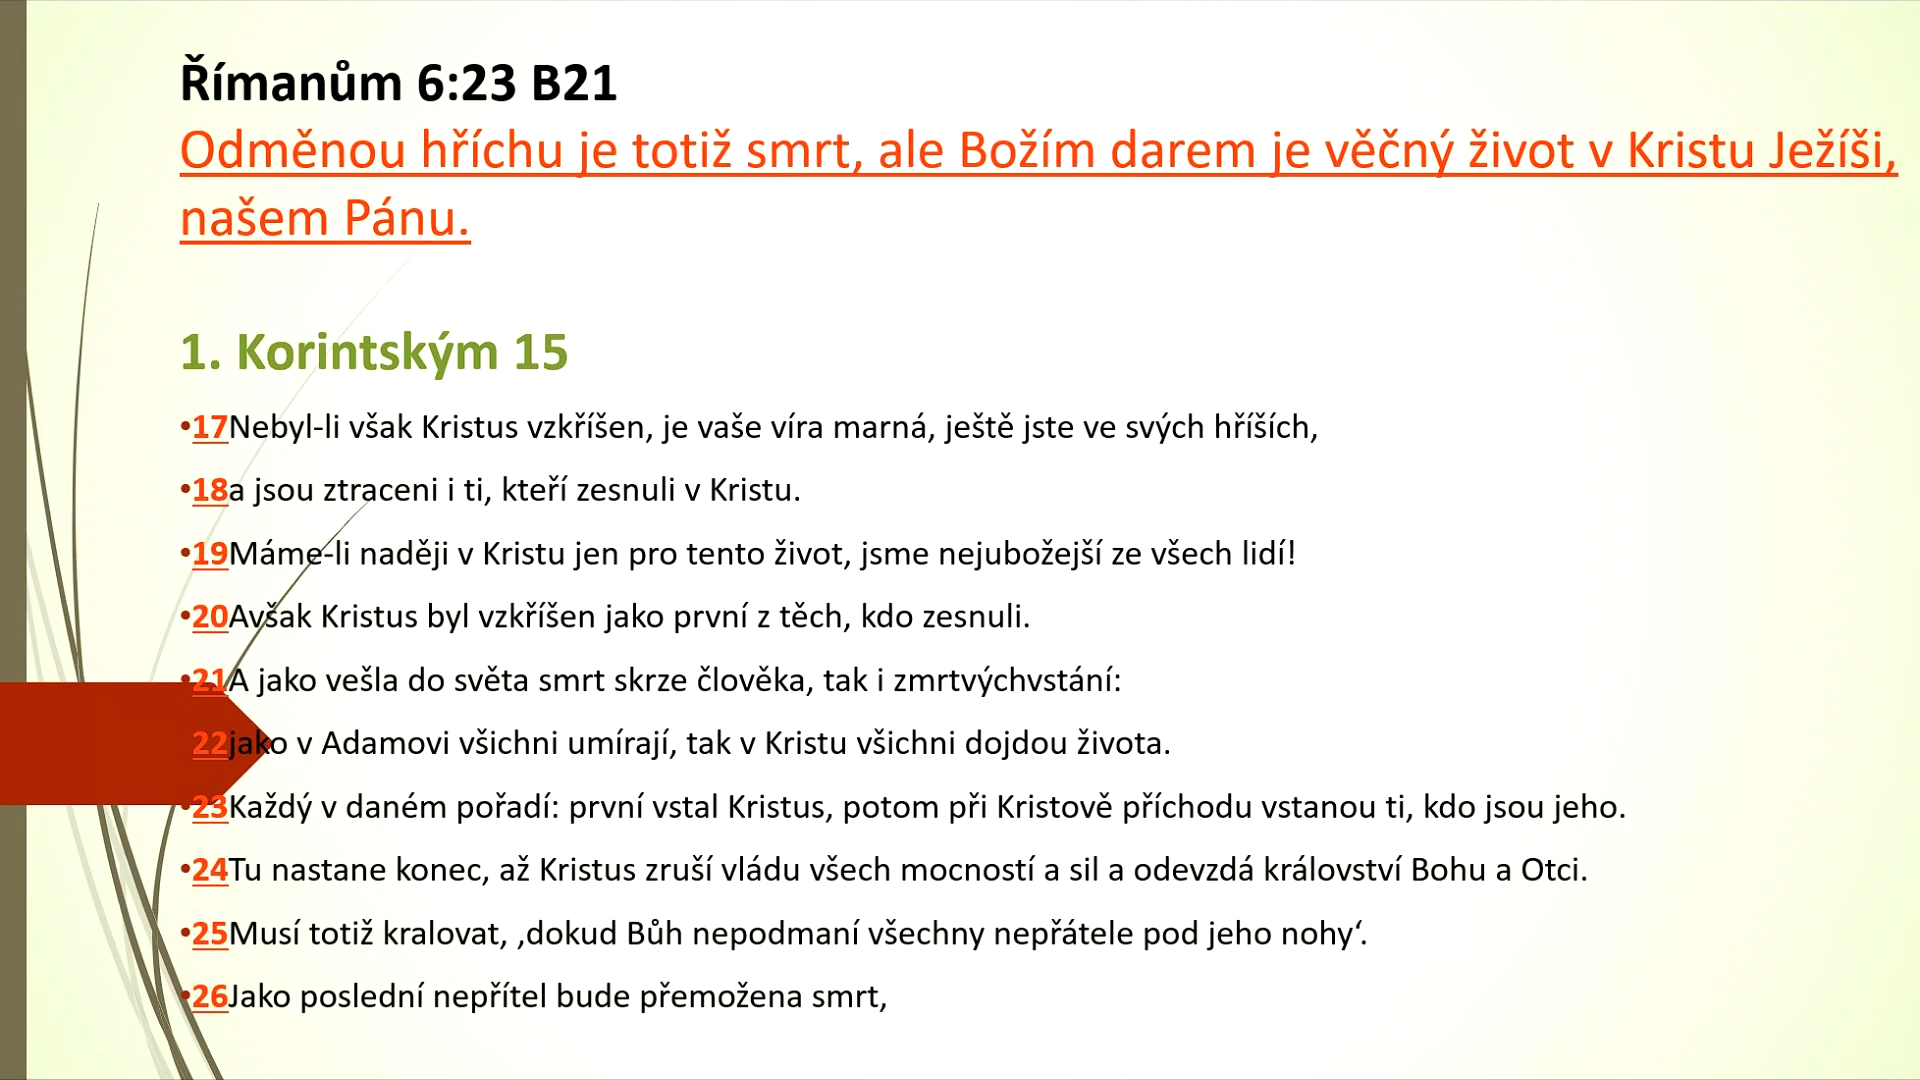 Římanům 6:23 B21
Odměnou hříchu je totiž smrt, ale Božím darem je věčný život v Kristu Ježíši,
našem Pánu.
1. Korintským 15
•17Nebyl-li však Kristus vzkříšen, je vaše víra marná, ještě jste ve svých hříších,
•18a jsou ztraceni i ti, kteří zesnuli v Kristu.
•19Máme-li naději v Kristu jen pro tento život, jsme nejubožejší ze všech lidí!
•20Avšak Kristus byl vzkříšen jako první z těch, kdo zesnuli.
•21A jako vešla do světa smrt skrze člověka, tak i zmrtvýchvstání:
22jako v Adamovi všichni umírají, tak v Kristu všichni dojdou života.
•23Každý v daném pořadí: první vstal Kristus, potom při Kristově příchodu vstanou ti, kdo jsou jeho.
•24Tu nastane konec, až Kristus zruší vládu všech mocností a sil a odevzdá království Bohu a Otci.
•25Musí totiž kralovat, ‚dokud Bůh nepodmaní všechny nepřátele pod jeho nohy‘.
•26Jako poslední nepřítel bude přemožena smrt,